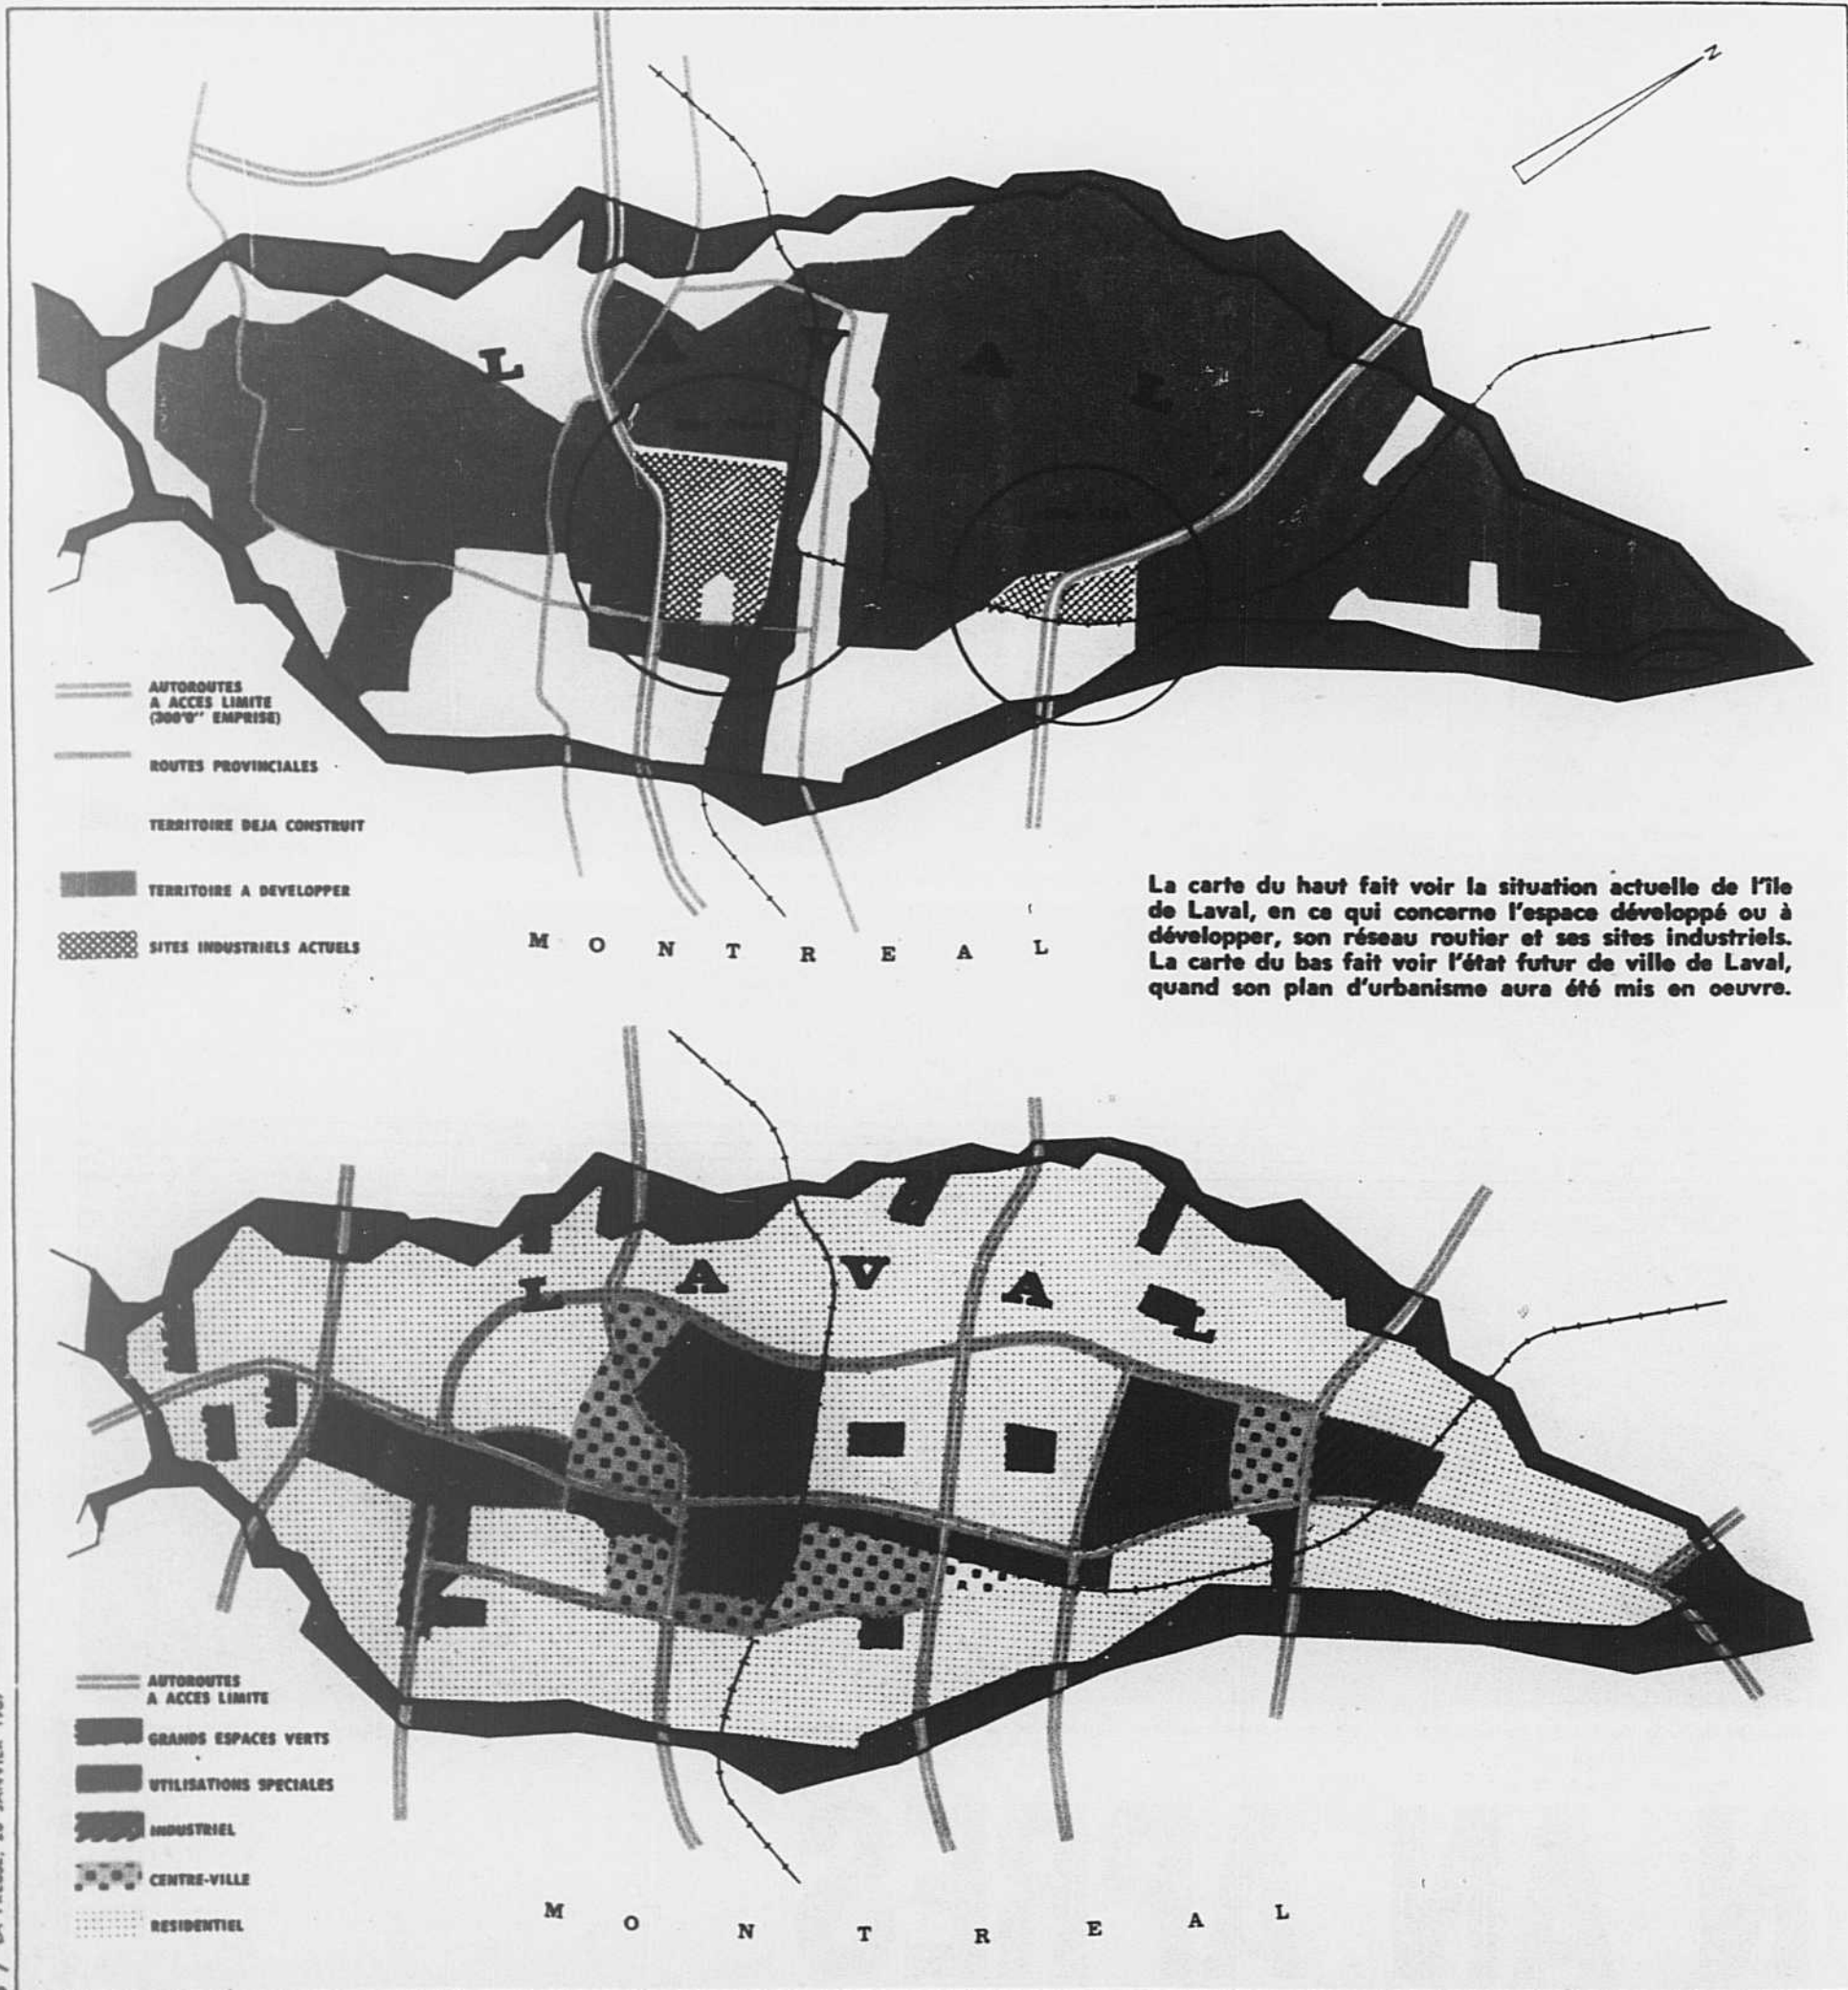 N
L A V A L
AUTOROUTES
A ACCES LIMITE
(300'0" EMPRISE)
ROUTES PROVINCIALES
TERRITOIRE DEJA CONSTRUIT
TERRITOIRE A DEVELOPPER
SITES INDUSTRIELS ACTUELS
M O N T R E A L
La carte du haut fait voir la situation actuelle de l'île
de Laval, en ce qui concerne l'espace développé ou à
développer, son réseau routier et ses sites industriels.
La carte du bas fait voir l'état futur de ville de Laval,
quand son plan d'urbanisme aura été mis en oeuvre.
L A V A L
AUTOROUTES
A ACCES LIMITE
GRANDS ESPACES VERTS
UTILISATIONS SPECIALES
INDUSTRIEL
CENTRE-VILLE
RESIDENTIEL
M O N T R E A L